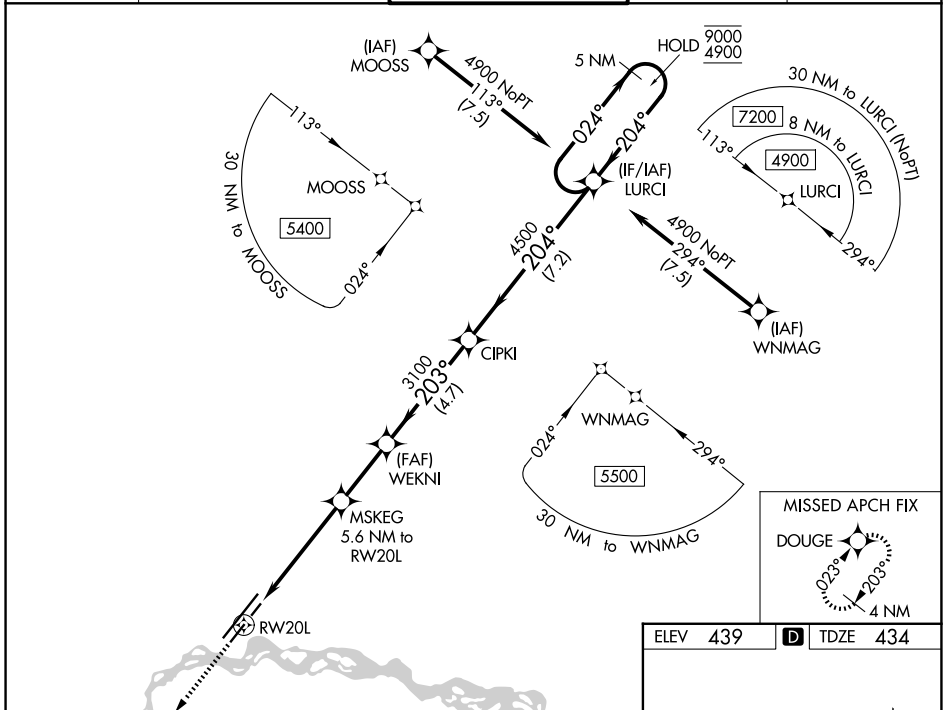 (IAF)
MOOSS
4900 NoPT
113°
(7.5)
5 NM
HOLD
9000
4900
024°
204°
(IF/IAF)
LURCI
30 NM to LURCI (NoPT)
7200
8 NM to LURCI
4900
113°
LURCI
294°
113°
MOOSS
5400
30 NM to MOOSS
024°
4500
204°
(7.2)
4900 NoPT
294°
(7.5)
(IAF)
WNMAG
CIPKI
3100
203°
(4.7)
WNMAG
024°
294°
5500
30 NM to WNMAG
(FAF)
WEKNI
MSKEG
5.6 NM to
RW20L
RW20L
MISSED APCH FIX
DOUGE
023°
203°
4 NM
ELEV 439 D TDZE 434